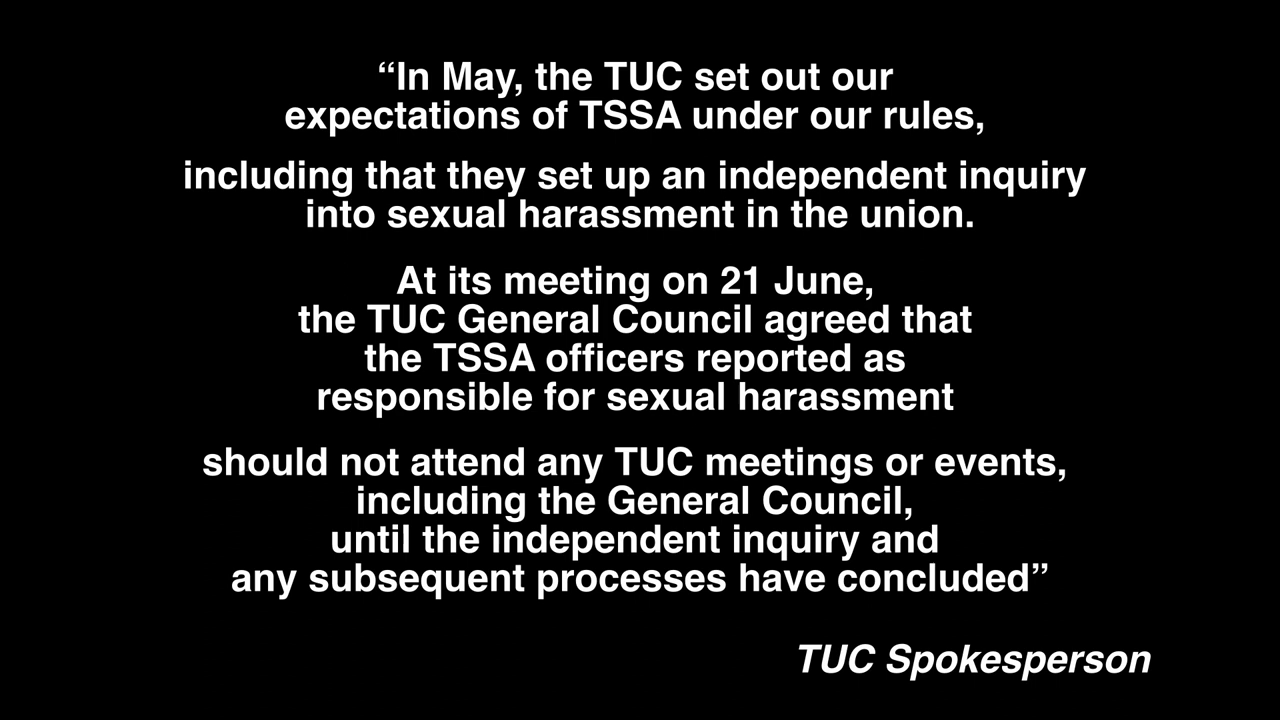 “In May, the TUC set out our
expectations of TSSA under our rules,
including that they set up an independent inquiry
into sexual harassment in the union.
At its meeting on 21 June,
the TUC General Council agreed that
the TSSA officers reported as
responsible for sexual harassment
should not attend any TUC meetings or events,
including the General Council,
until the independent inquiry and
any subsequent processes have concluded”
TUC Spokesperson